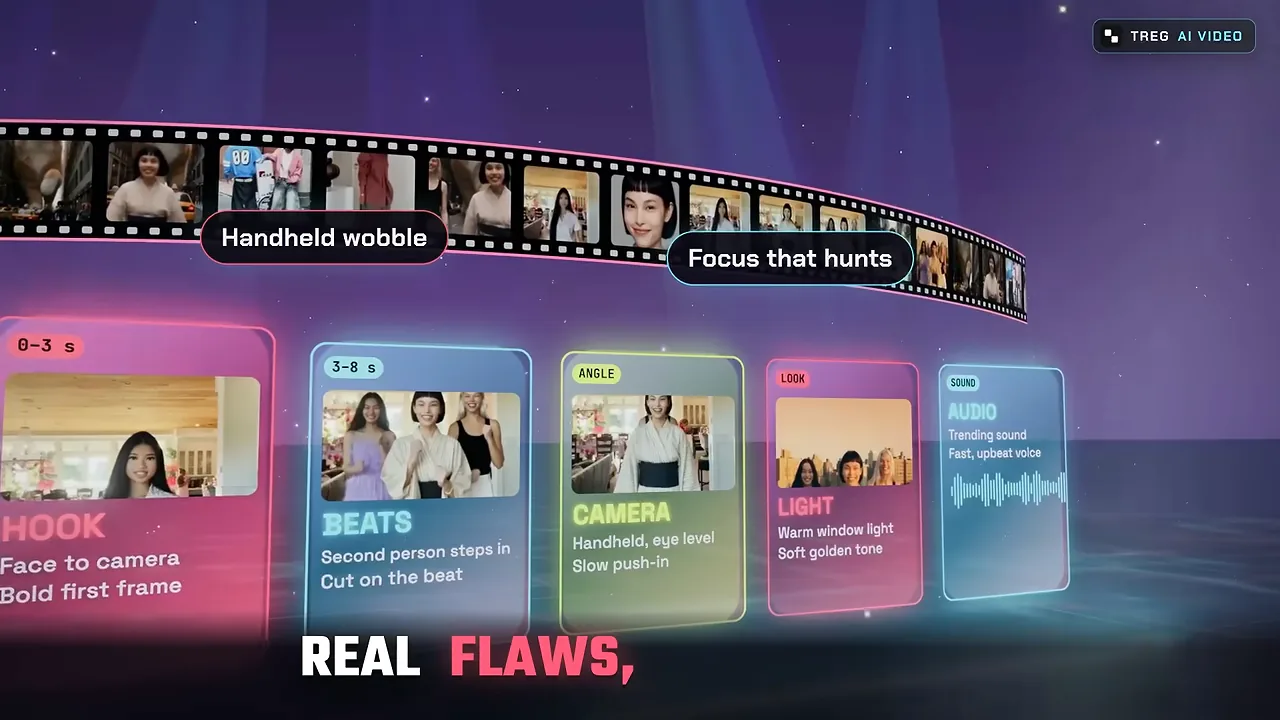 TREG AI VIDEO
00
Handheld wobble
Focus that hunts
0-3 s
HOOK
Face to camera
Bold first frame
3-8 s
BEATS
Second person steps in
Cut on the beat
ANGLE
CAMERA
Handheld, eye level
Slow push-in
LOOK
LIGHT
Warm window light
Soft golden tone
SOUND
AUDIO
Trending sound
Fast, upbeat voice
REAL FLAWS,